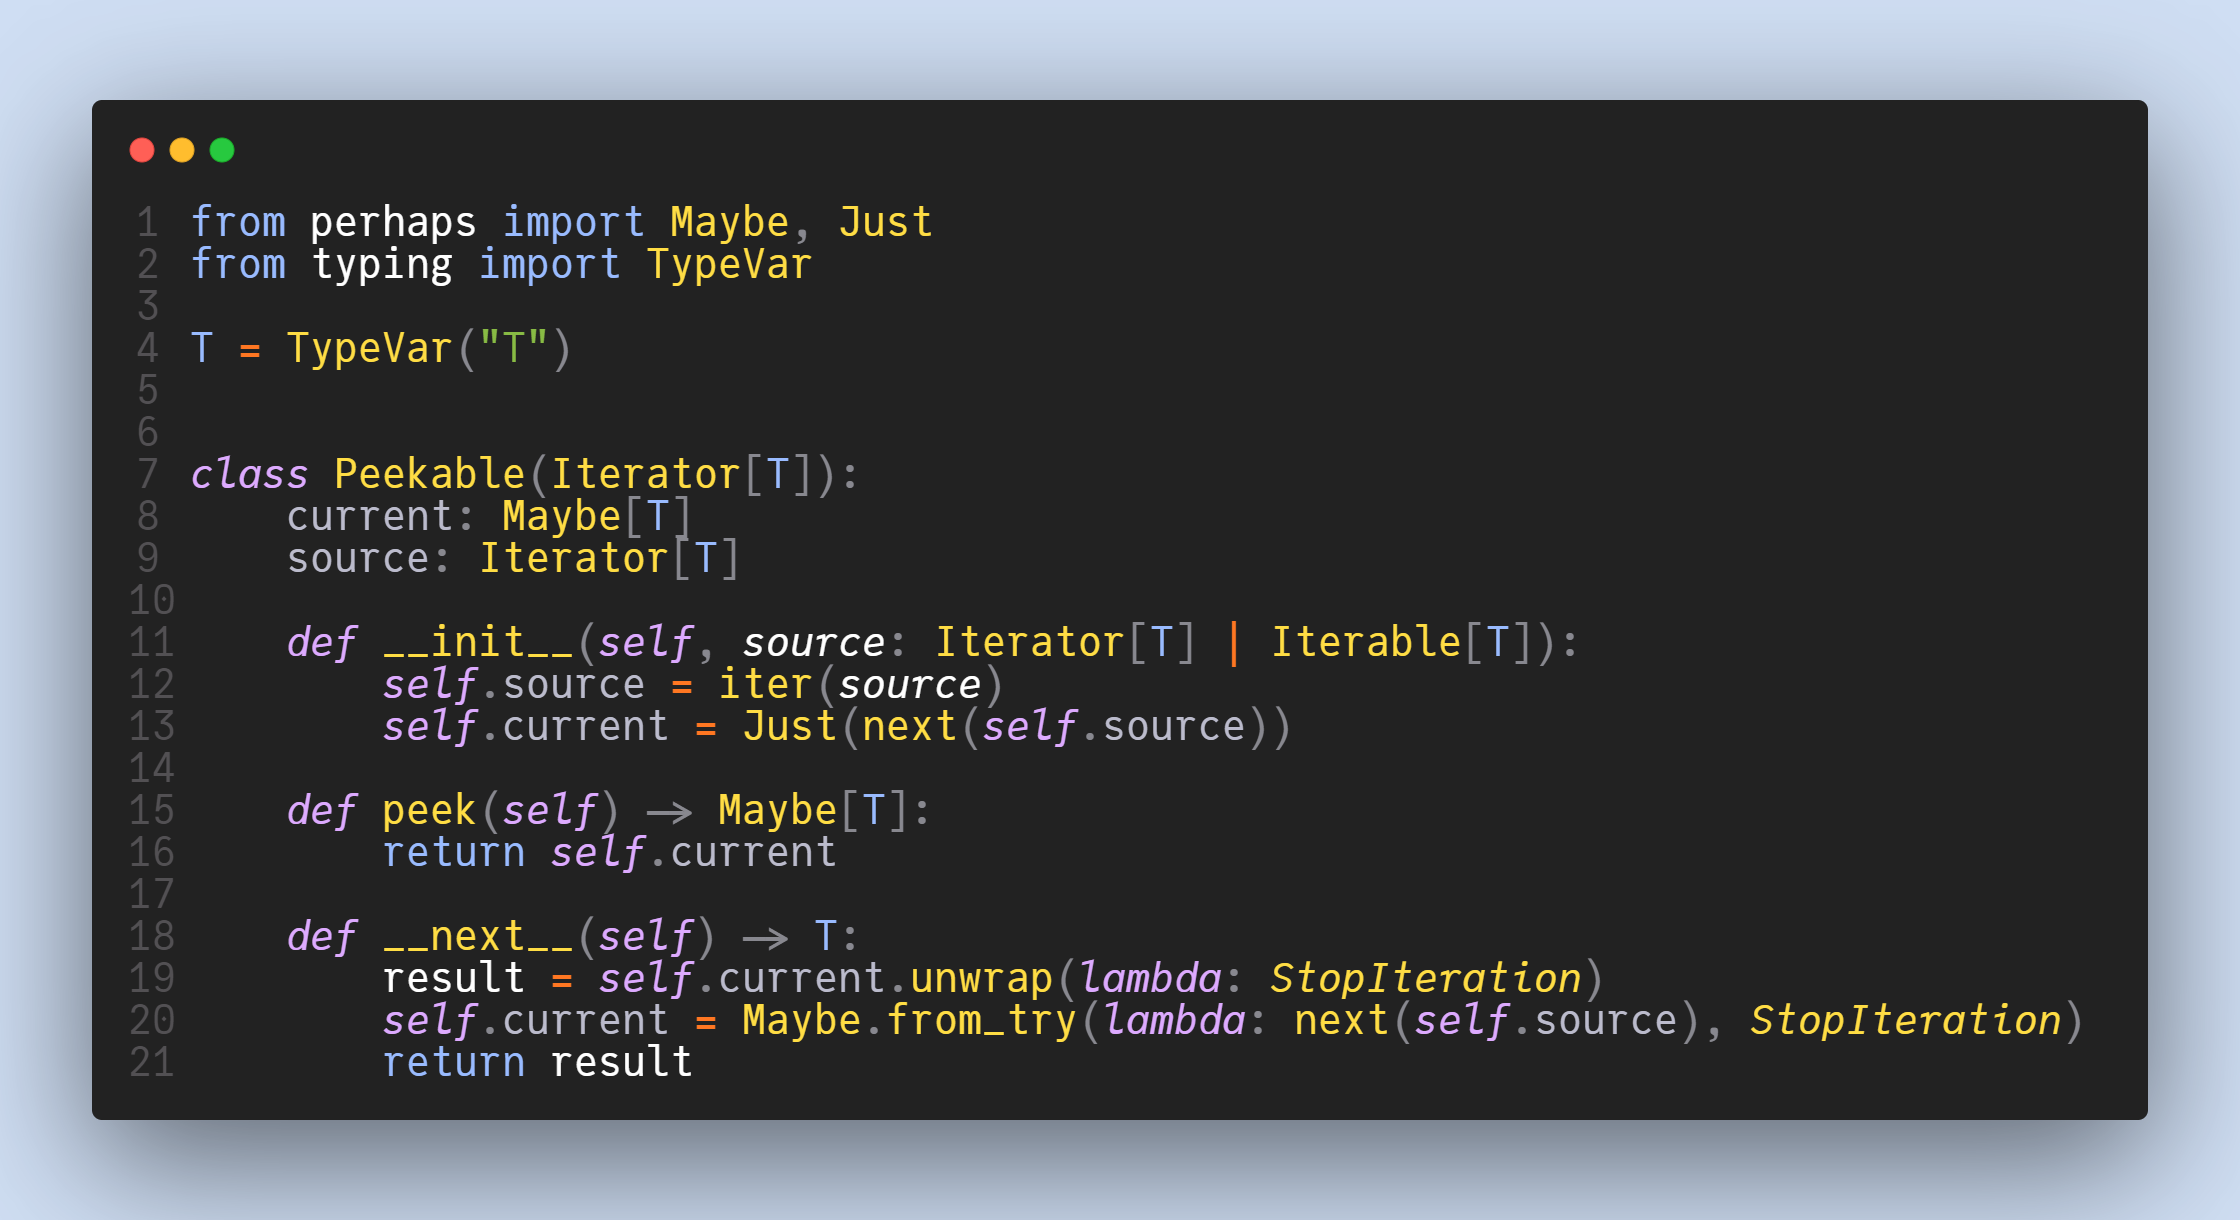 1 from perhaps import Maybe, Just
2 from typing import TypeVar
3
4 T = TypeVar("T")
5
6
7 class Peekable(Iterator[T]):
8     current: Maybe[T]
9     source: Iterator[T]
10
11     def __init__(self, source: Iterator[T] | Iterable[T]):
12         self.source = iter(source)
13         self.current = Just(next(self.source))
14
15     def peek(self) -> Maybe[T]:
16         return self.current
17
18     def __next__(self) -> T:
19         result = self.current.unwrap(lambda: StopIteration)
20         self.current = Maybe.from_try(lambda: next(self.source), StopIteration)
21         return result